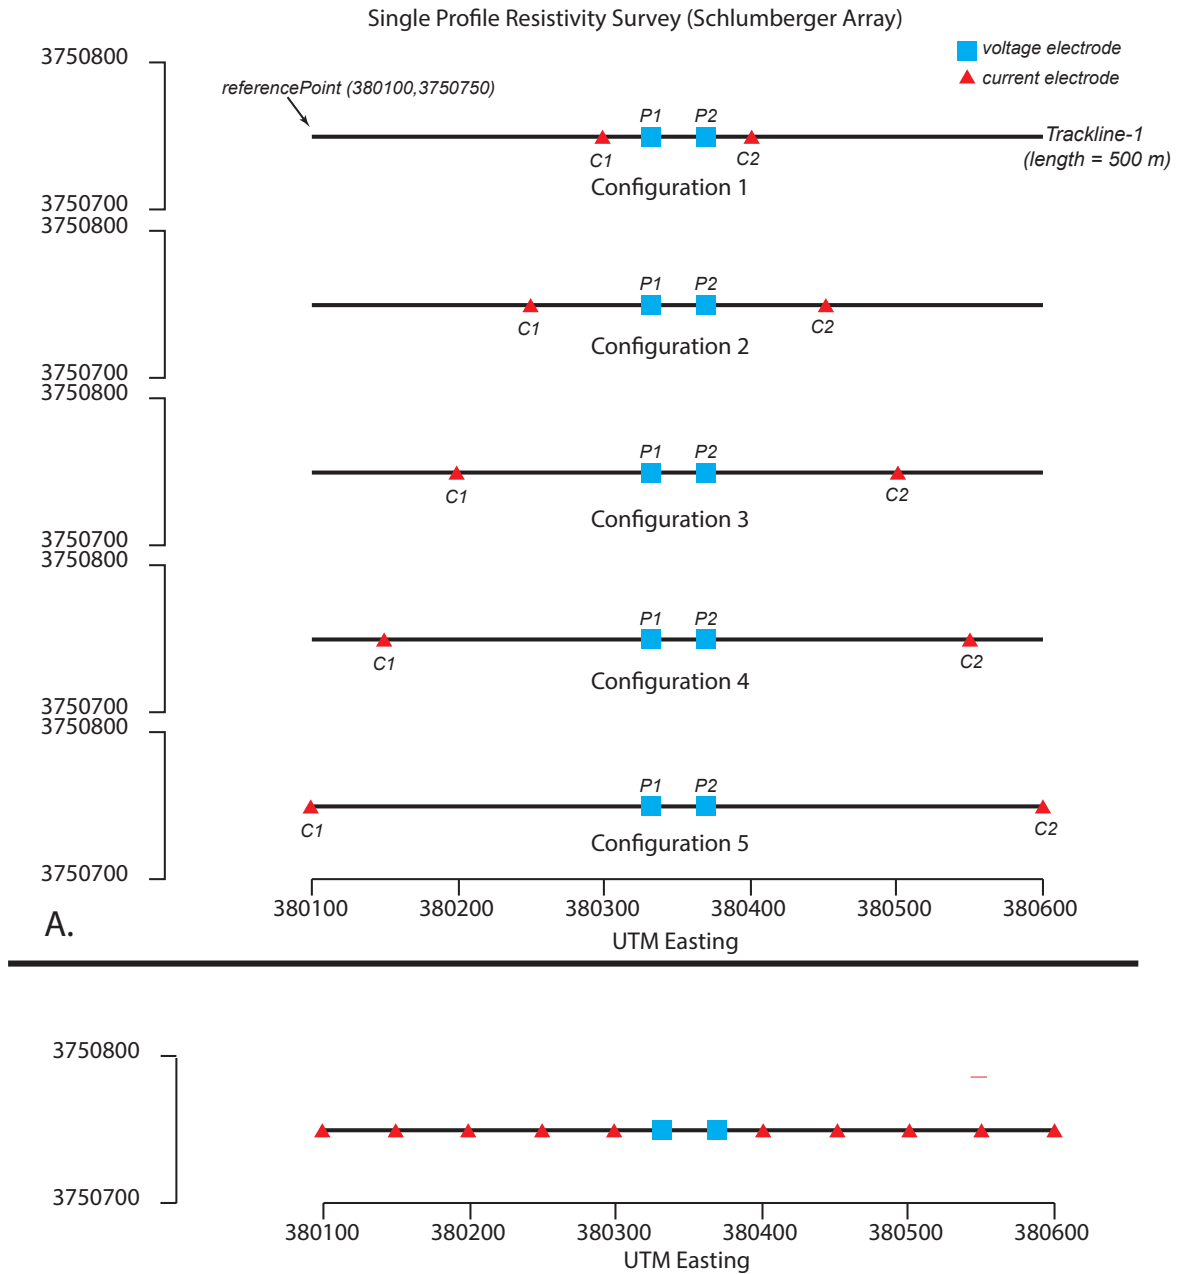 Single Profile Resistivity Survey (Schlumberger Array)
voltage electrode
current electrode
3750800
referencePoint (380100,3750750)
P1 P2
Trackline-1
(length = 500 m)
C1 C2
Configuration 1
3750700
3750800
P1 P2
C1 C2
Configuration 2
3750700
3750800
P1 P2
C1 C2
Configuration 3
3750700
3750800
P1 P2
C1 C2
Configuration 4
3750700
3750800
P1 P2
C1 C2
Configuration 5
3750700
380100 380200 380300 380400 380500 380600
A.
UTM Easting
3750800
3750700
380100 380200 380300 380400 380500 380600
UTM Easting